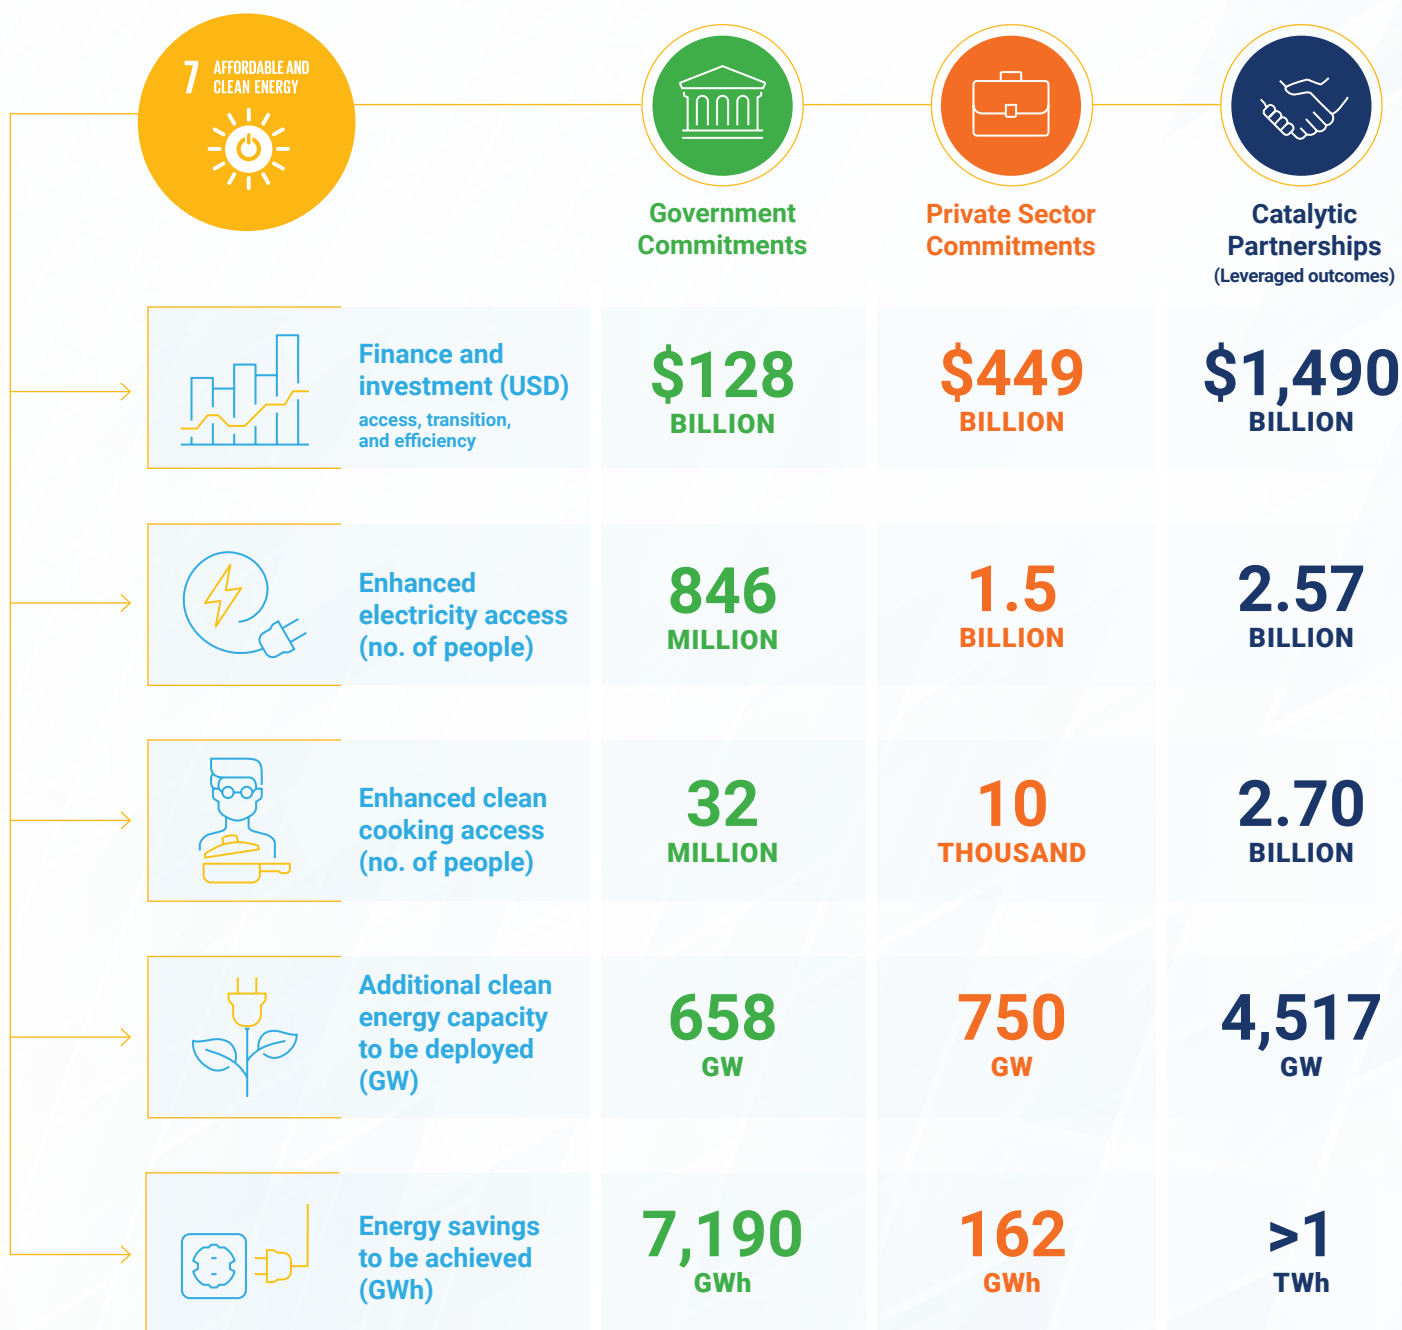 7 AFFORDABLE AND
CLEAN ENERGY
Government
Commitments
Private Sector
Commitments
Catalytic
Partnerships
(Leveraged outcomes)
Finance and
investment (USD)
access, transition,
and efficiency
$128
BILLION
$449
BILLION
$1,490
BILLION
Enhanced
electricity access
(no. of people)
846
MILLION
1.5
BILLION
2.57
BILLION
Enhanced clean
cooking access
(no. of people)
32
MILLION
10
THOUSAND
2.70
BILLION
Additional clean
energy capacity
to be deployed
(GW)
658
GW
750
GW
4,517
GW
Energy savings
to be achieved
(GWh)
7,190
GWh
162
GWh
>1
TWh